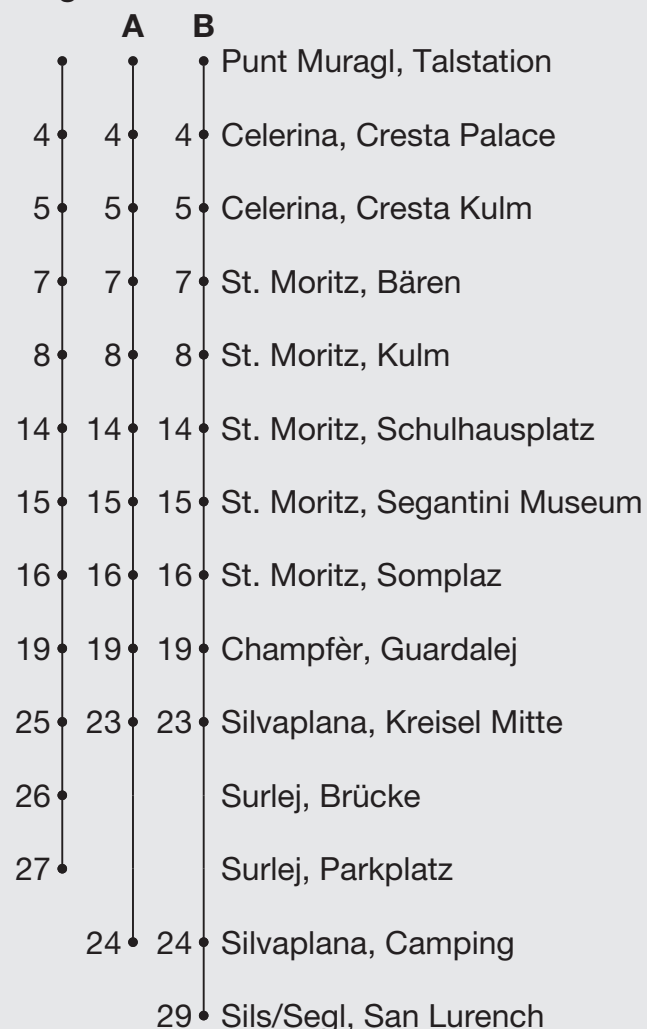 A B
Punt Muragl, Talstation
4 4 4 Celerina, Cresta Palace
5 5 5 Celerina, Cresta Kulm
7 7 7 St. Moritz, Bären
8 8 8 St. Moritz, Kulm
14 14 14 St. Moritz, Schulhausplatz
15 15 15 St. Moritz, Segantini Museum
16 16 16 St. Moritz, Somplaz
19 19 19 Champfèr, Guardalej
25 23 23 Silvaplana, Kreisel Mitte
26 Surlej, Brücke
27 Surlej, Parkplatz
24 24 Silvaplana, Camping
29 Sils/Segl, San Lurench